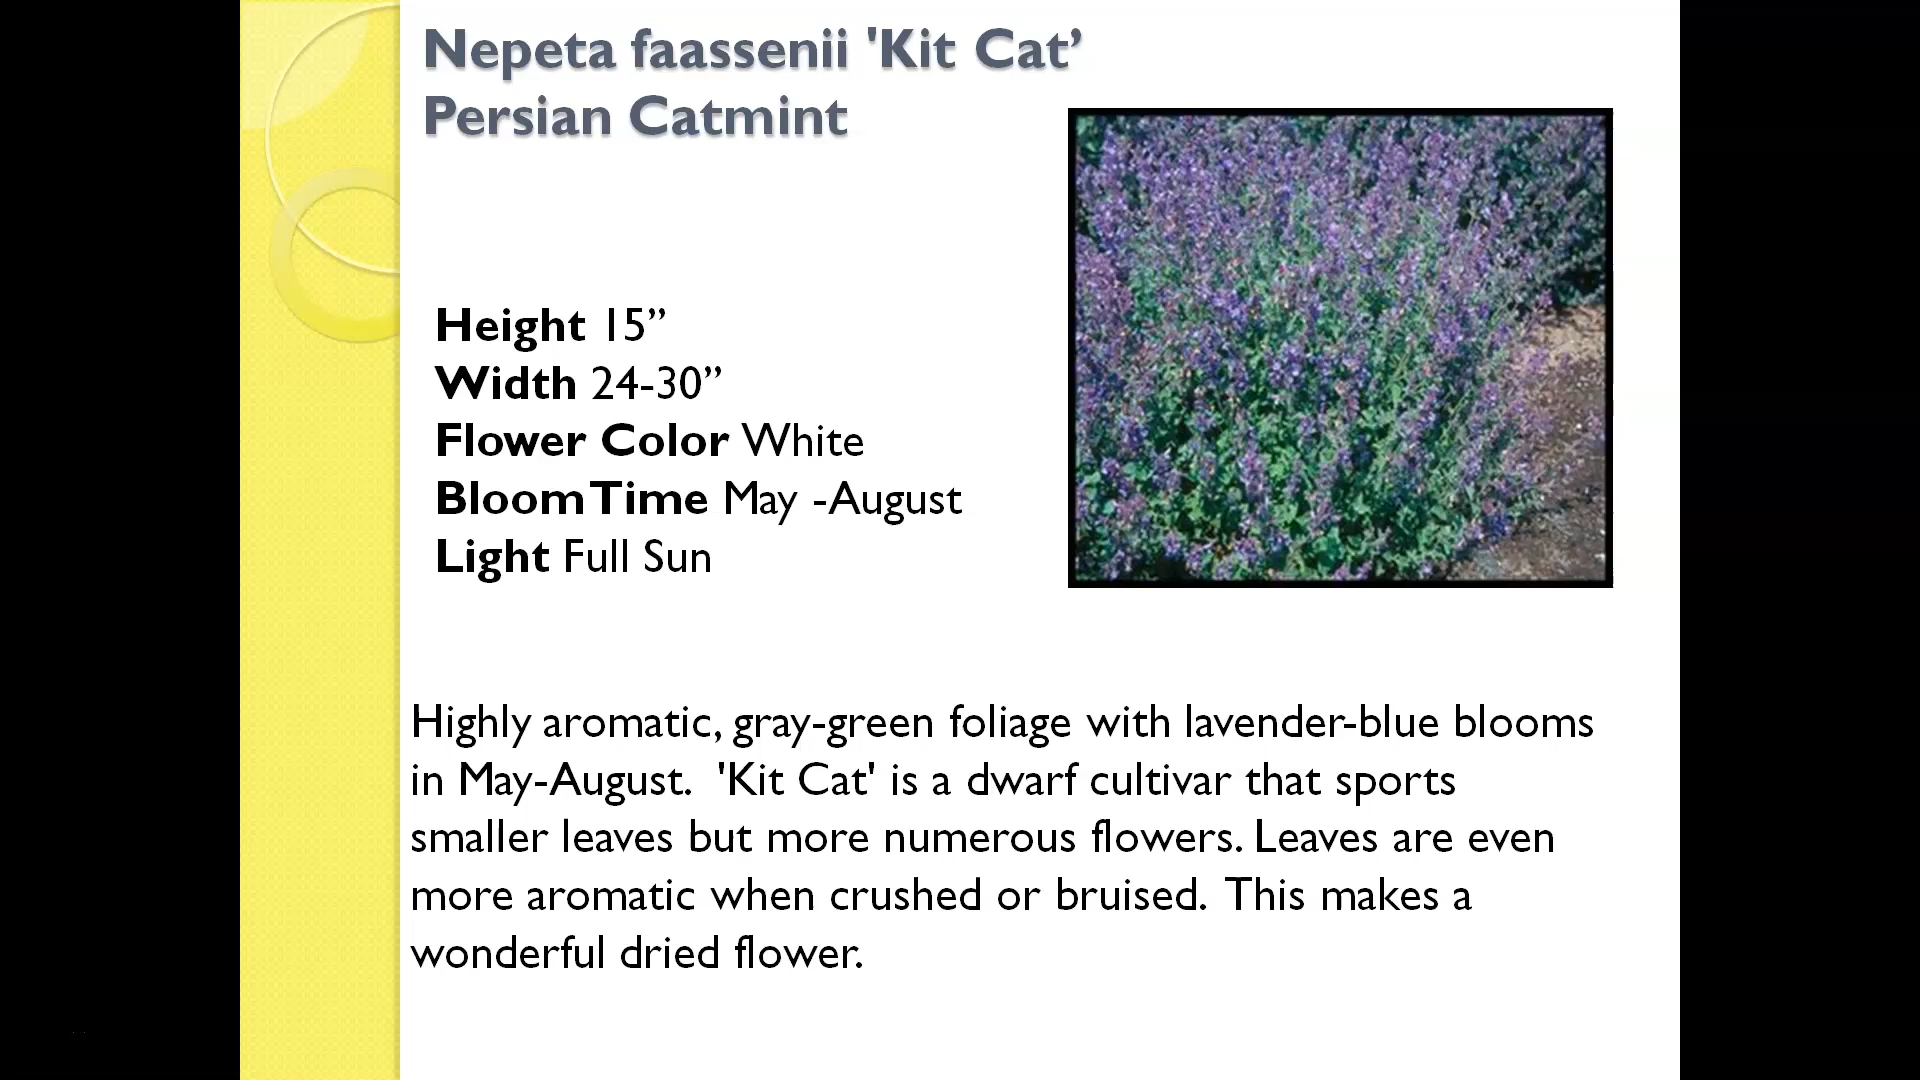 Nepeta faassenii 'Kit Cat’
Persian Catmint
Height 15”
Width 24-30”
Flower Color White
Bloom Time May -August
Light Full Sun
Highly aromatic, gray-green foliage with lavender-blue blooms
in May-August.  'Kit Cat' is a dwarf cultivar that sports
smaller leaves but more numerous flowers. Leaves are even
more aromatic when crushed or bruised.  This makes a
wonderful dried flower.